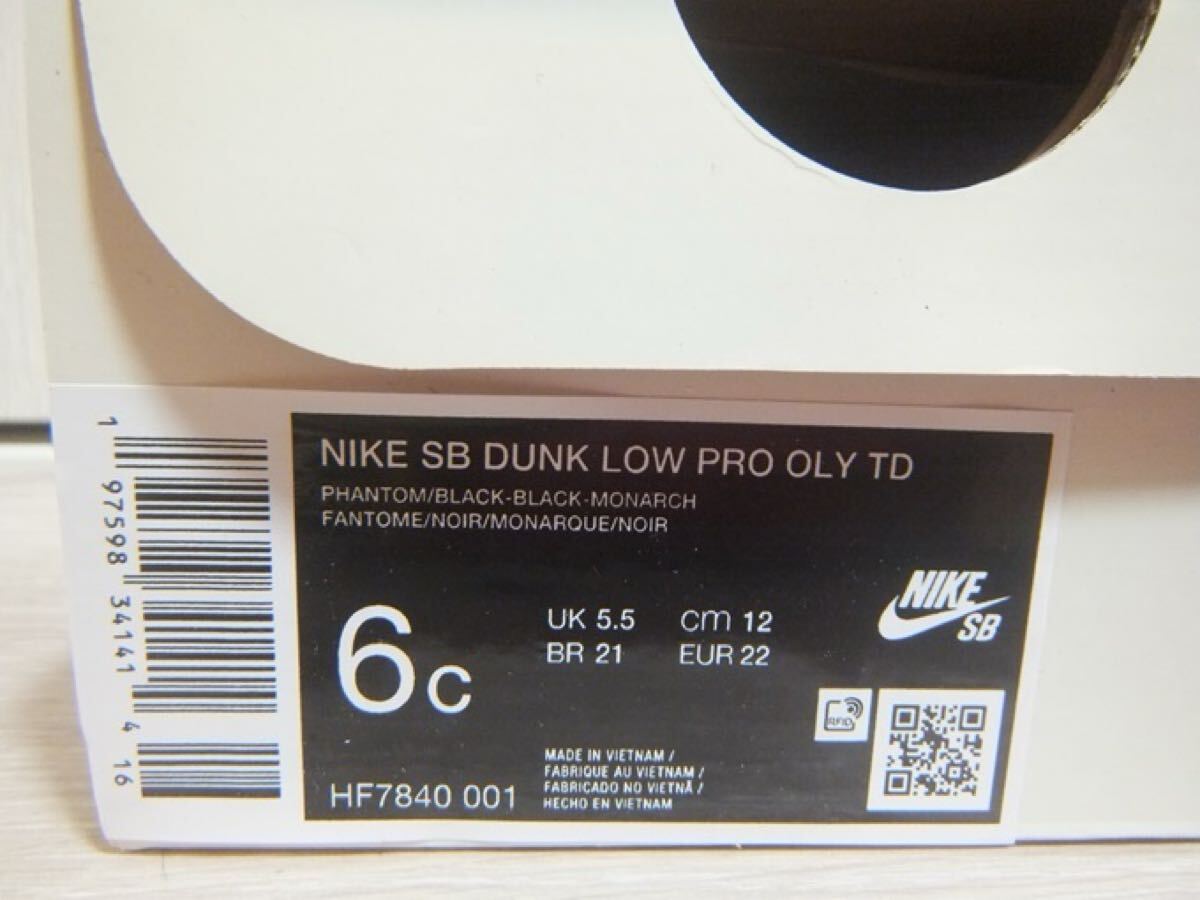 NIKE SB DUNK LOW PRO OLY TD
PHANTOM/BLACK-BLACK-MONARCH
FANTOME/NOIR/MONARQUE/NOIR
6c
UK 5.5 cm 12
BR 21 EUR 22
NIKE
SB
RFID
MADE IN VIETNAM /
FABRIQUE AU VIETNAM /
FABRICADO NO VIETNÃ /
HECHO EN VIETNAM
HF7840 001
1 97598 34141 4 16